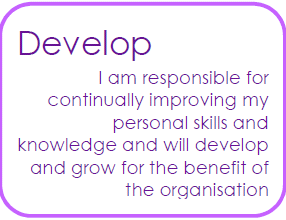 Develop
I am responsible for
continually improving my
personal skills and
knowledge and will develop
and grow for the benefit of
the organisation